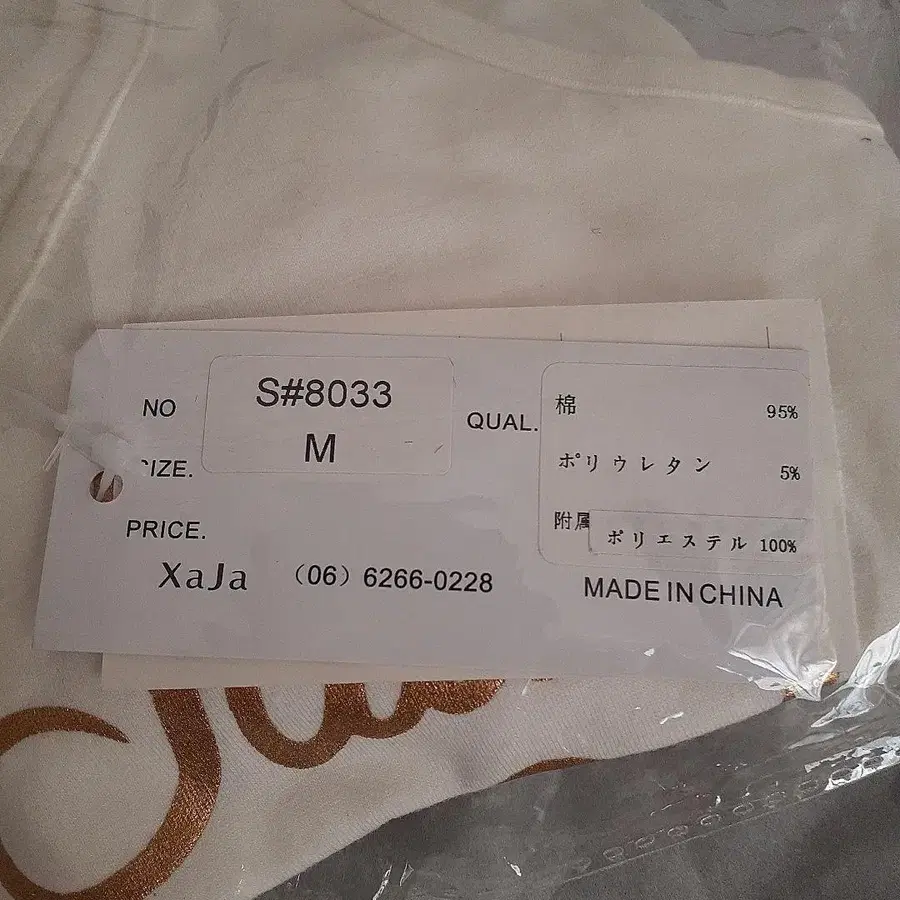 NO S#8033
SIZE. M
PRICE.
XaJa (06) 6266-0228
QUAL.
棉 95%
ポリウレタン 5%
附属
ポリエステル 100%
MADE IN CHINA